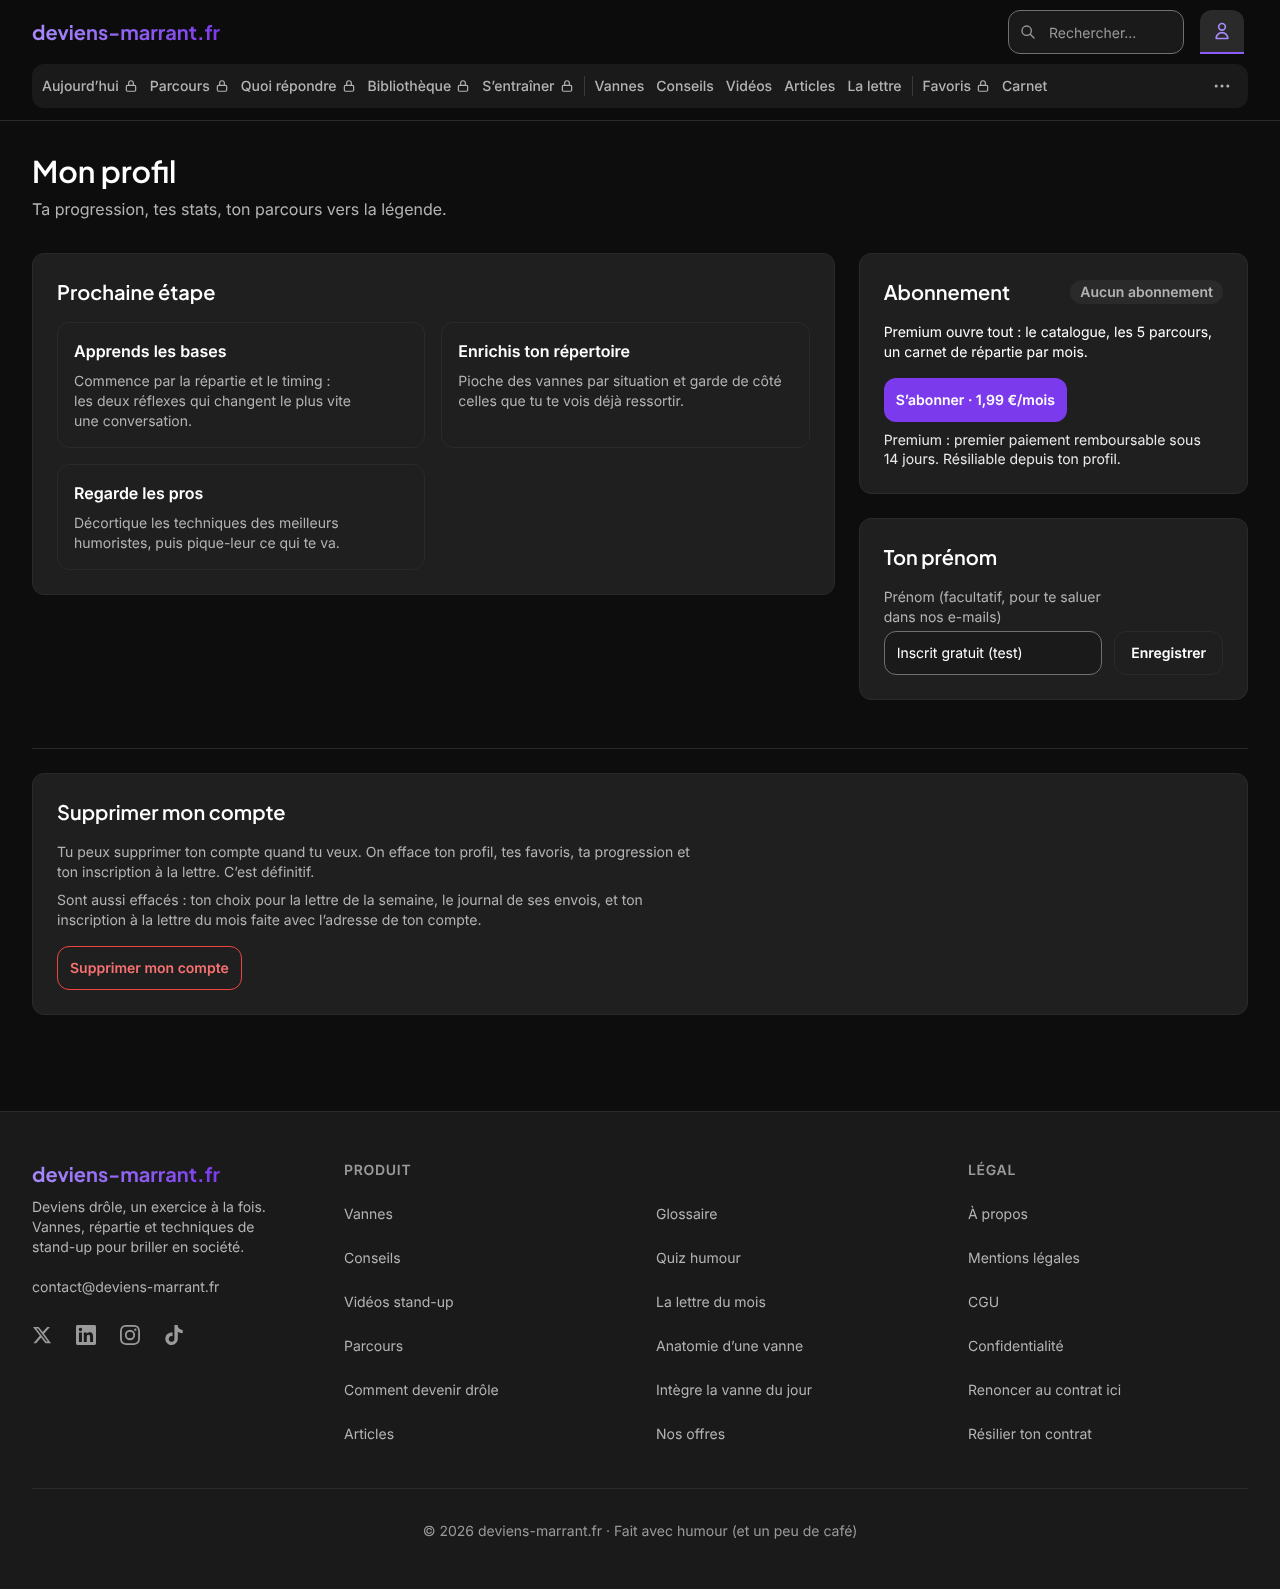 deviens-marrant.fr
Rechercher...
Aujourd’hui Parcours Quoi répondre Bibliothèque S’entraîner Vannes Conseils Vidéos Articles La lettre Favoris Carnet
Mon profil
Ta progression, tes stats, ton parcours vers la légende.
Prochaine étape
Apprends les bases
Commence par la répartie et le timing :
les deux réflexes qui changent le plus vite
une conversation.
Enrichis ton répertoire
Pioche des vannes par situation et garde de côté
celles que tu te vois déjà ressortir.
Regarde les pros
Décortique les techniques des meilleurs
humoristes, puis pique-leur ce qui te va.
Abonnement
Aucun abonnement
Premium ouvre tout : le catalogue, les 5 parcours,
un carnet de répartie par mois.
S’abonner · 1,99 €/mois
Premium : premier paiement remboursable sous
14 jours. Résiliable depuis ton profil.
Ton prénom
Prénom (facultatif, pour te saluer
dans nos e-mails)
Inscrit gratuit (test)
Enregistrer
Supprimer mon compte
Tu peux supprimer ton compte quand tu veux. On efface ton profil, tes favoris, ta progression et
ton inscription à la lettre. C’est définitif.
Sont aussi effacés : ton choix pour la lettre de la semaine, le journal de ses envois, et ton
inscription à la lettre du mois faite avec l’adresse de ton compte.
Supprimer mon compte
deviens-marrant.fr
Deviens drôle, un exercice à la fois.
Vannes, répartie et techniques de
stand-up pour briller en société.
contact@deviens-marrant.fr
PRODUIT
Vannes
Conseils
Vidéos stand-up
Parcours
Comment devenir drôle
Articles
Glossaire
Quiz humour
La lettre du mois
Anatomie d’une vanne
Intègre la vanne du jour
Nos offres
LÉGAL
À propos
Mentions légales
CGU
Confidentialité
Renoncer au contrat ici
Résilier ton contrat
© 2026 deviens-marrant.fr · Fait avec humour (et un peu de café)